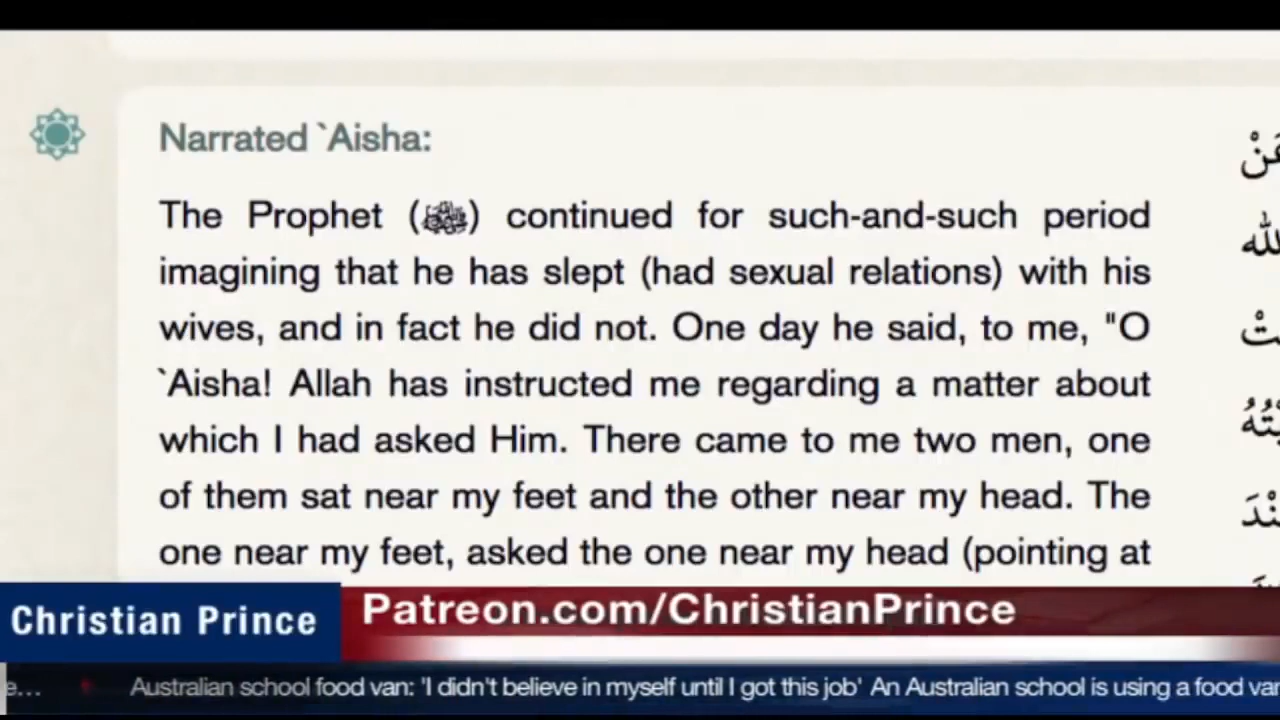 Narrated `Aisha:
The Prophet (ﷺ) continued for such-and-such period
imagining that he has slept (had sexual relations) with his
wives, and in fact he did not. One day he said, to me, "O
`Aisha! Allah has instructed me regarding a matter about
which I had asked Him. There came to me two men, one
of them sat near my feet and the other near my head. The
one near my feet, asked the one near my head (pointing at
عَنْ
Christian Prince
Patreon.com/ChristianPrince
e... Australian school food van: 'I didn't believe in myself until I got this job' An Australian school is using a food var